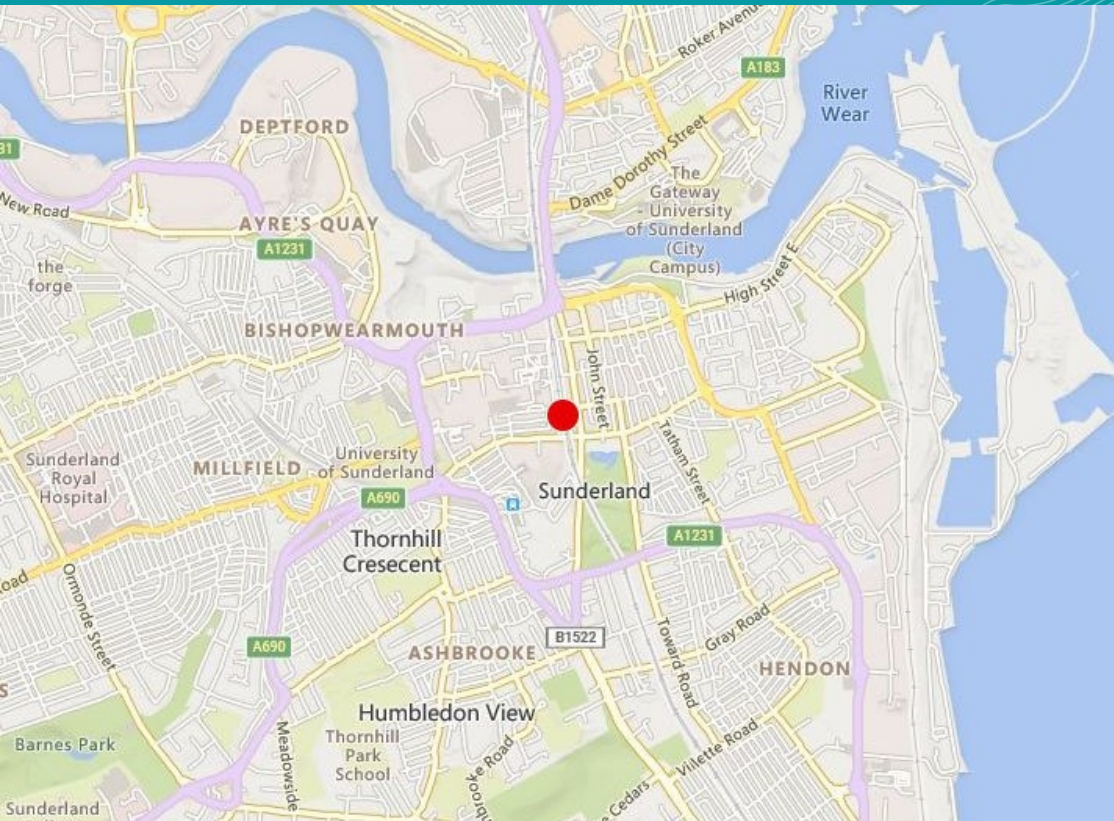 Roker Avenue
A183
River
Wear
DEPTFORD
Dame Dorothy Street
The
Gateway
- University
of Sunderland
(City
Campus)
New Road
AYRE'S QUAY
A1231
the
forge
High Street E
BISHOPWEARMOUTH
John Street
Sunderland
Royal
Hospital
MILLFIELD
University
of Sunderland
A690
Tatham Street
Sunderland
A1231
Thornhill
Cresecent
Ormonde Street
B1522
A690
ASHBROOKE
Gray Road
Toward Road
HENDON
Humbledon View
Barnes Park
Meadowside
Thornhill
Park
School
Villette Road
Cedars
Sunderland